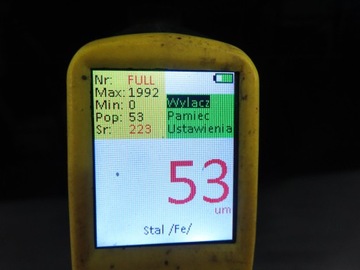 Nr: FULL
Max: 1992
Min: 0
Pop: 53
Sr: 223
Wylacz
Pamiec
Ustawienia
53
um
Stal /Fe/